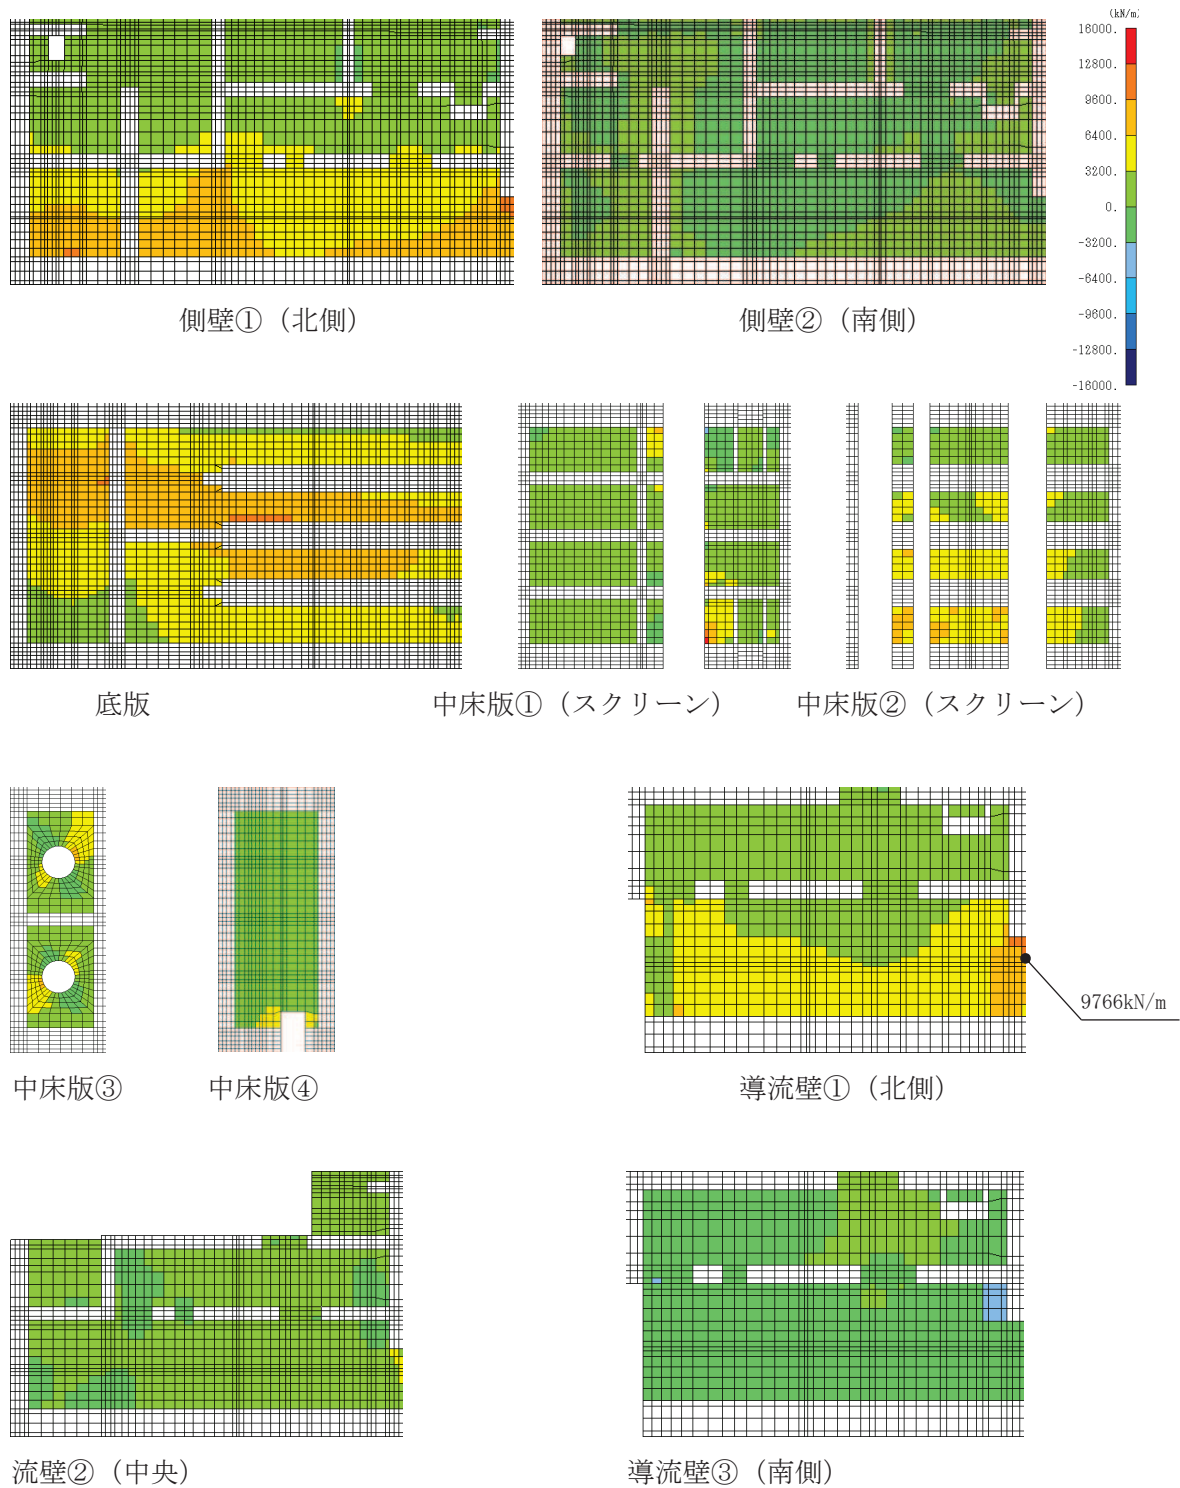 (kN/m)
16000.
12800.
9600.
6400.
3200.
0.
-3200.
-6400.
-9600.
-12800.
-16000.
側壁①（北側）
側壁②（南側）
底版
中床版①（スクリーン）
中床版②（スクリーン）
9766kN/m
中床版③
中床版④
導流壁①（北側）
流壁②（中央）
導流壁③（南側）